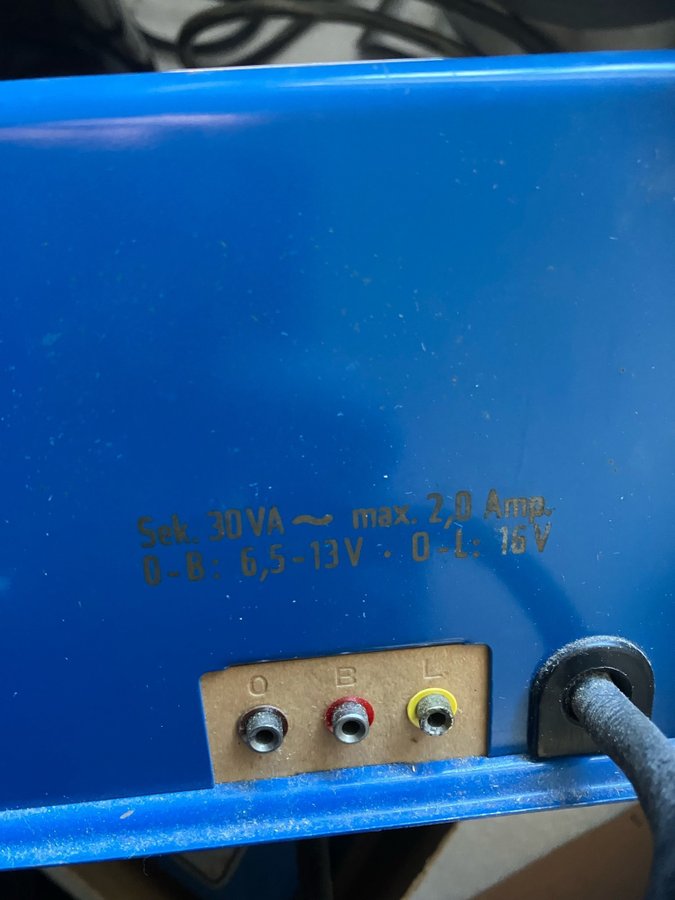 Sek. 30VA ~ max. 2,0 Amp.
0-B: 6,5-13V · 0-L: 16V
0 B L